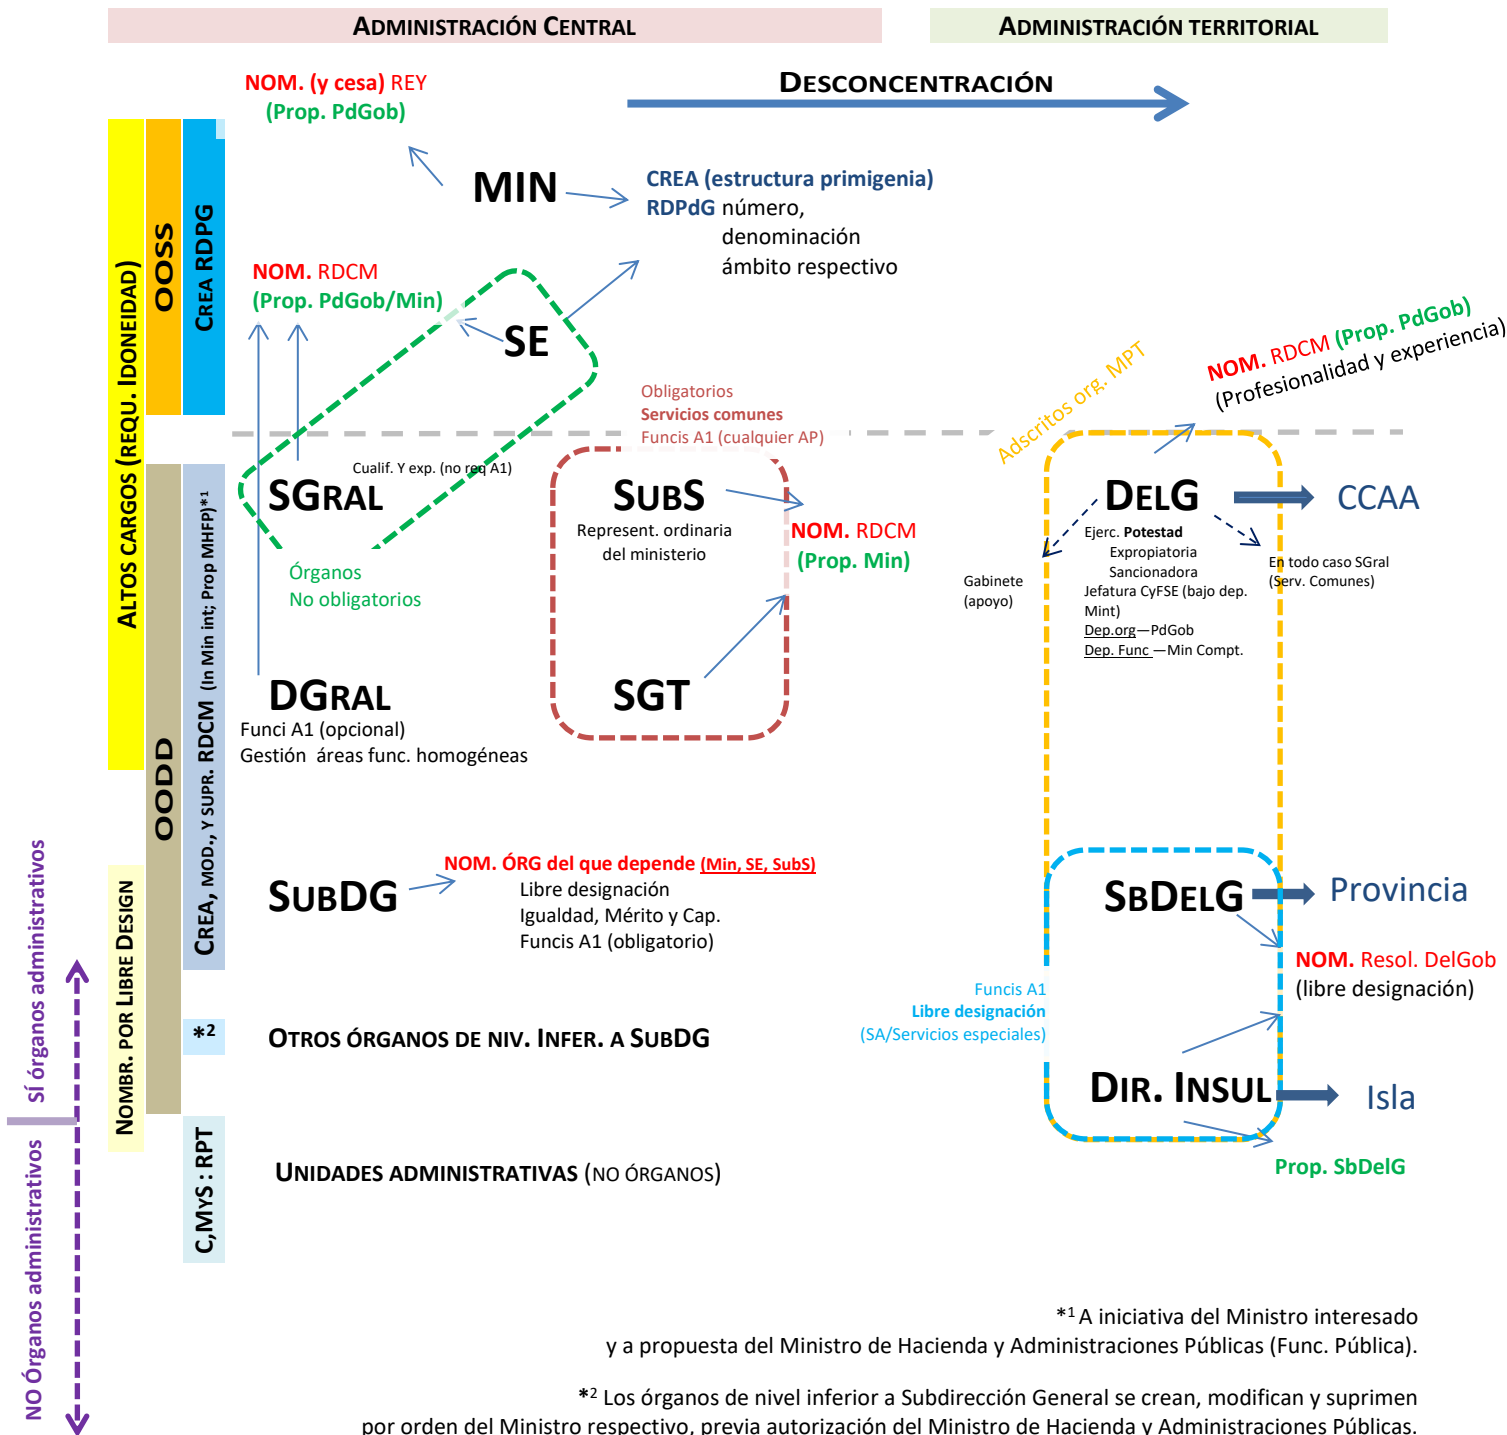 ADMINISTRACIÓN CENTRAL
ADMINISTRACIÓN TERRITORIAL
NOM. (y cesa) REY
(Prop. PdGob)
DESCONCENTRACIÓN
MIN
CREA (estructura primigenia)
RDPdG número,
denominación
ámbito respectivo
NOM. RDCM
(Prop. PdGob/Min)
SE
ALTOS CARGOS (REQU. IDONEIDAD)
OOSS
CREA RDPG
Obligatorios
Servicios comunes
Funcis A1 (cualquier AP)
Adscritos org. MPT
NOM. RDCM (Prop. PdGob)
(Profesionalidad y experiencia)
Cualif. Y exp. (no req A1)
SGRAL
Órganos
No obligatorios
SUBS
Represent. ordinaria
del ministerio
NOM. RDCM
(Prop. Min)
DELG
CCAA
Ejerc. Potestad
Expropiatoria
Sancionadora
Jefatura CyFSE (bajo dep.
Mint)
Dep.org—PdGob
Dep. Func —Min Compt.
Gabinete
(apoyo)
En todo caso SGral
(Serv. Comunes)
OODD
CREA, MOD., Y SUPR. RDCM (In Min int; Prop MHFP)*1
DGRAL
Funci A1 (opcional)
Gestión áreas func. homogéneas
SGT
NOMBR. POR LIBRE DESIGN
SUBDG
NOM. ÓRG del que depende (Min, SE, SubS)
Libre designación
Igualdad, Mérito y Cap.
Funcis A1 (obligatorio)
SBDELG
Provincia
NOM. Resol. DelGob
(libre designación)
Funcis A1
Libre designación
(SA/Servicios especiales)
SÍ órganos administrativos
*2
OTROS ÓRGANOS DE NIV. INFER. A SUBDG
DIR. INSUL
Isla
Prop. SbDelG
NO Órganos administrativos
C,MYS : RPT
UNIDADES ADMINISTRATIVAS (NO ÓRGANOS)
*1 A iniciativa del Ministro interesado
y a propuesta del Ministro de Hacienda y Administraciones Públicas (Func. Pública).
*2 Los órganos de nivel inferior a Subdirección General se crean, modifican y suprimen
por orden del Ministro respectivo, previa autorización del Ministro de Hacienda y Administraciones Públicas.